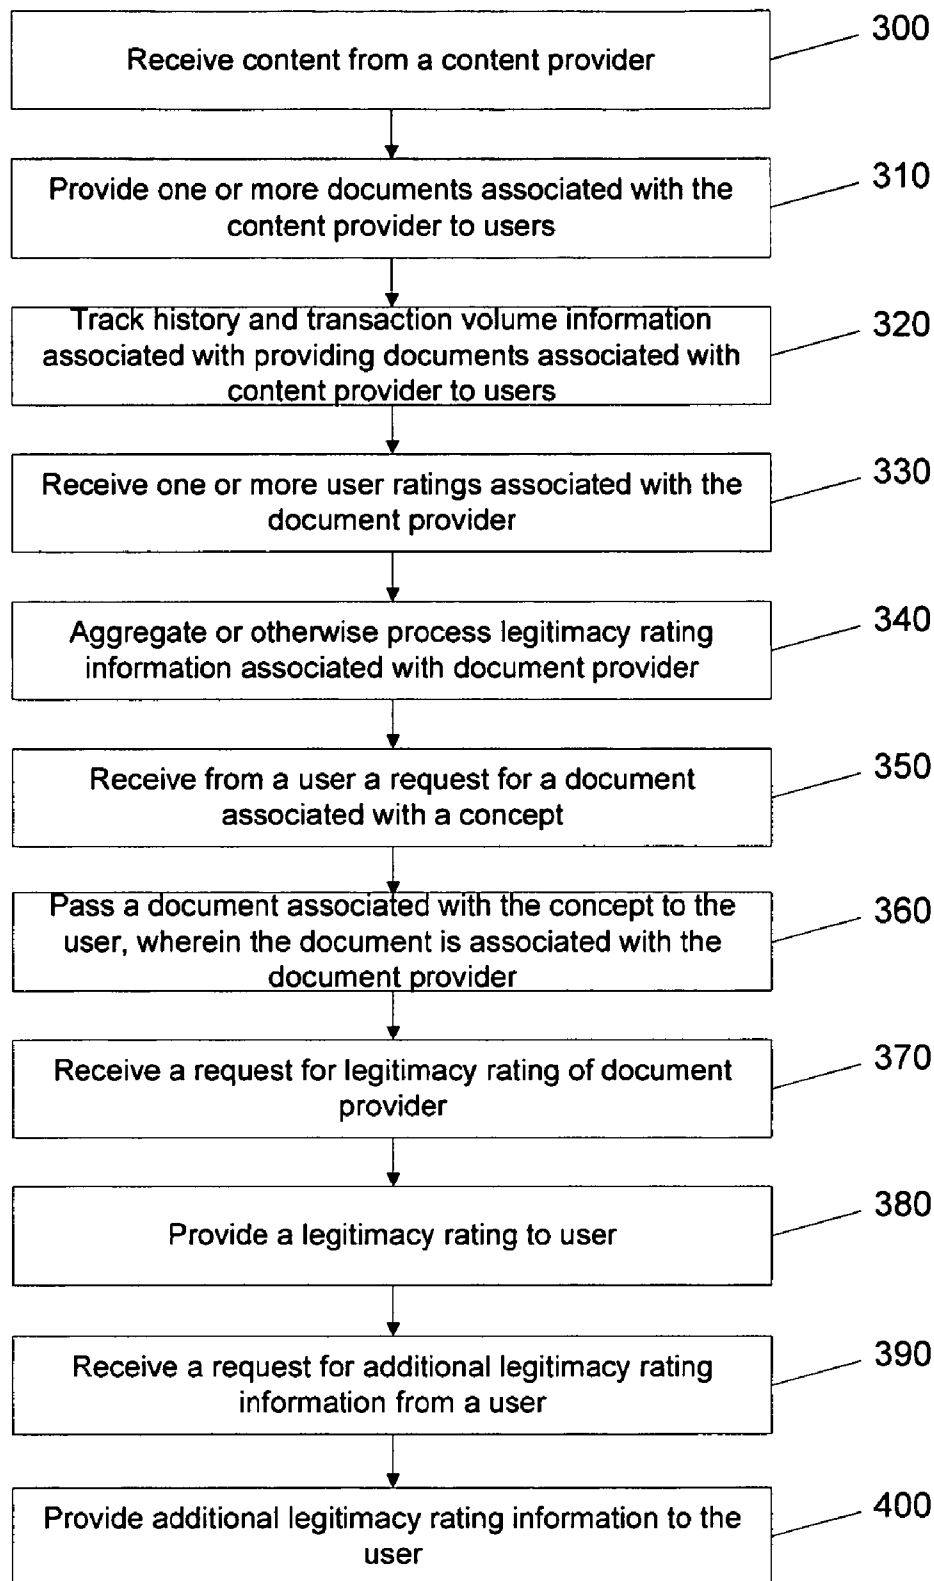 Receive content from a content provider
300
Provide one or more documents associated with the
content provider to users
310
Track history and transaction volume information
associated with providing documents associated with
content provider to users
320
Receive one or more user ratings associated with the
document provider
330
Aggregate or otherwise process legitimacy rating
information associated with document provider
340
Receive from a user a request for a document
associated with a concept
350
Pass a document associated with the concept to the
user, wherein the document is associated with the
document provider
360
Receive a request for legitimacy rating of document
provider
370
Provide a legitimacy rating to user
380
Receive a request for additional legitimacy rating
information from a user
390
Provide additional legitimacy rating information to the
user
400